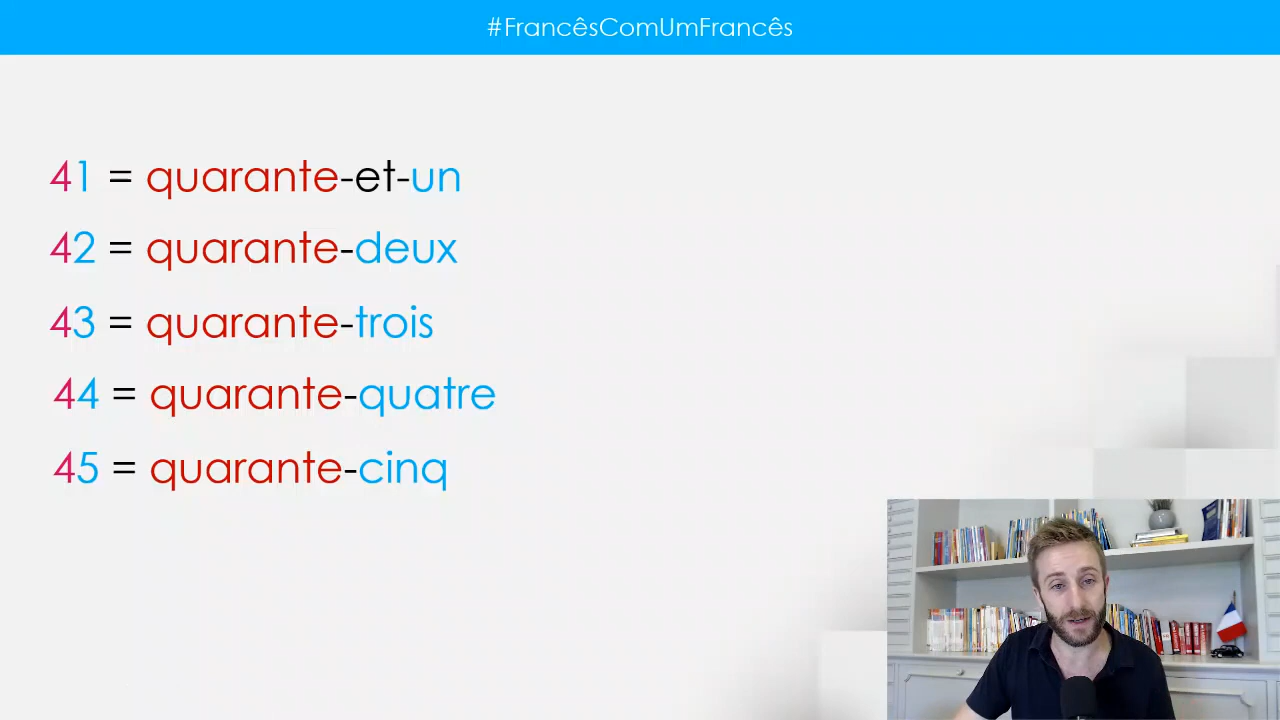 #FrancêsComUmFrancês
41 = quarante-et-un
42 = quarante-deux
43 = quarante-trois
44 = quarante-quatre
45 = quarante-cinq